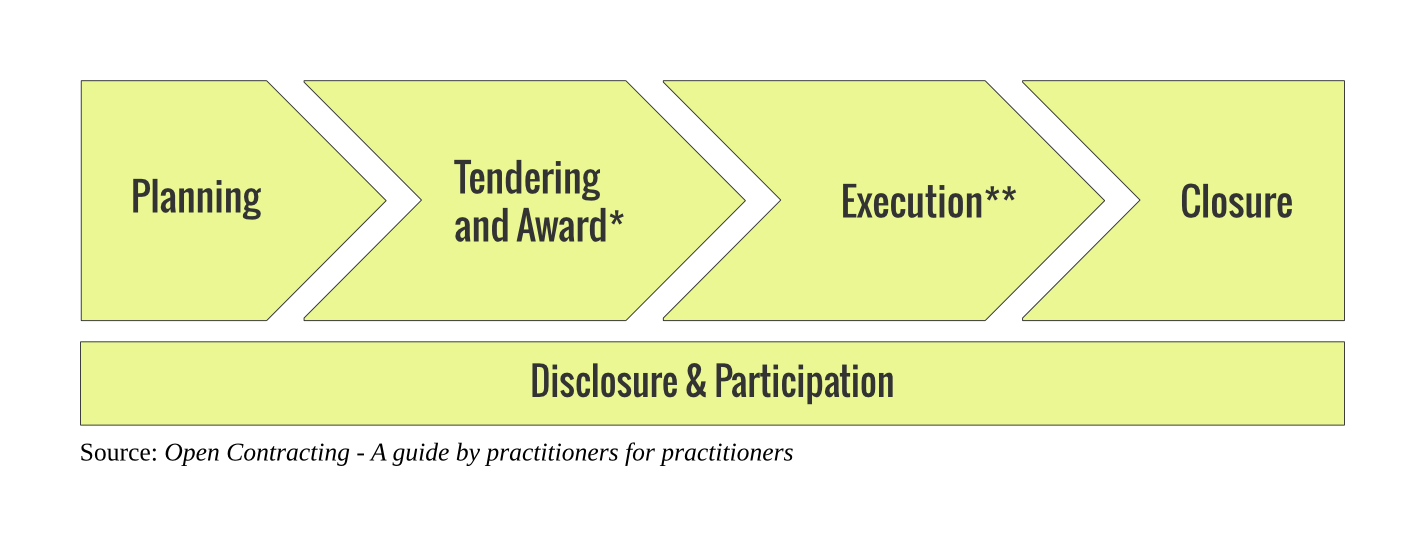 Planning
Tendering
and Award*
Execution**
Closure
Disclosure & Participation
Source: Open Contracting - A guide by practitioners for practitioners